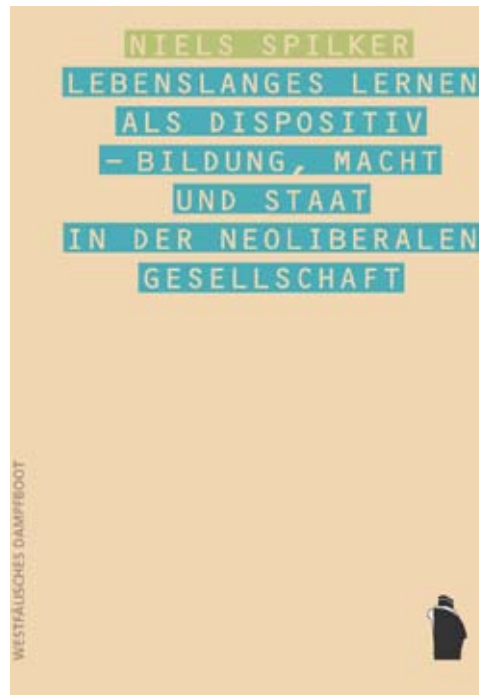 NIELS SPILKER
LEBENSLANGES LERNEN
ALS DISPOSITIV
– BILDUNG, MACHT
UND STAAT
IN DER NEOLIBERALEN
GESELLSCHAFT
WESTFÄLISCHES DAMPFBOOT